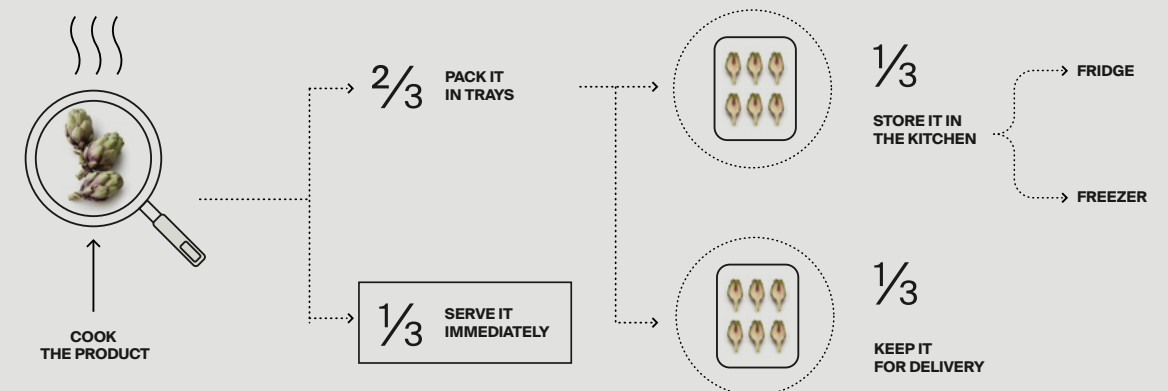 COOK
THE PRODUCT
2/3
PACK IT
IN TRAYS
1/3
SERVE IT
IMMEDIATELY
1/3
STORE IT IN
THE KITCHEN
FRIDGE
FREEZER
1/3
KEEP IT
FOR DELIVERY